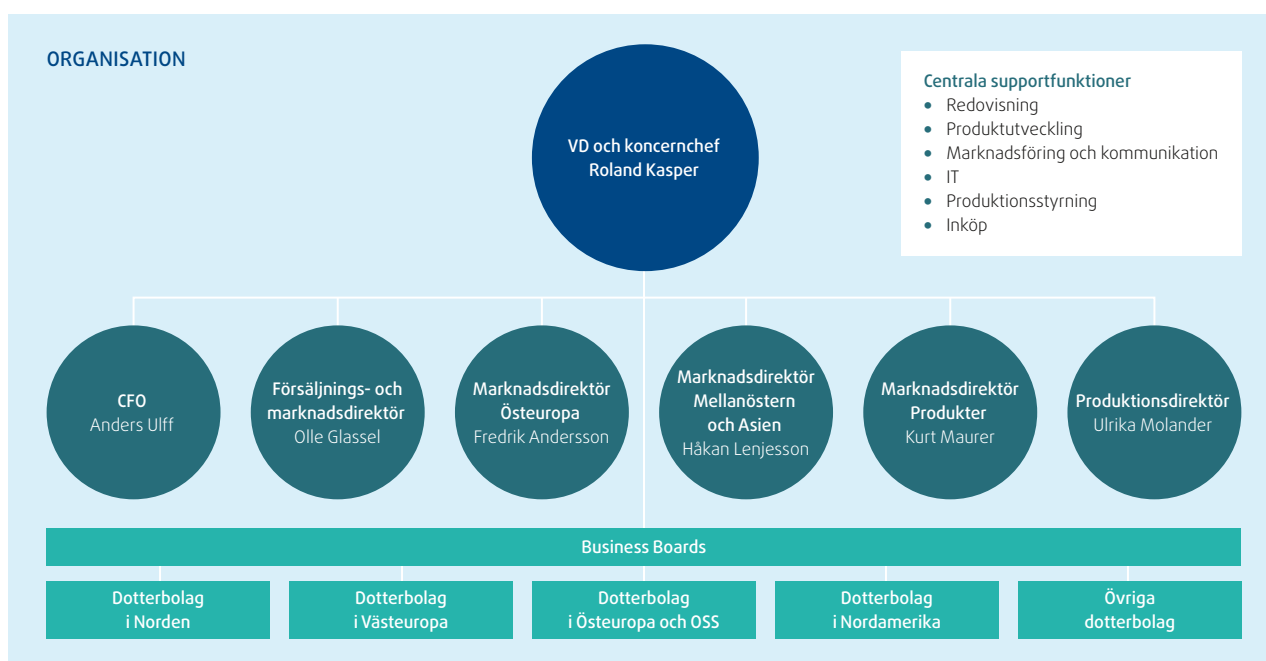 ORGANISATION
VD och koncernchef
Roland Kasper
Centrala supportfunktioner
• Redovisning
• Produktutveckling
• Marknadsföring och kommunikation
• IT
• Produktionsstyrning
• Inköp
CFO
Anders Ulff
Försäljnings- och
marknadsdirektör
Olle Glassel
Marknadsdirektör
Östeuropa
Fredrik Andersson
Marknadsdirektör
Mellanöstern
och Asien
Håkan Lenjesson
Marknadsdirektör
Produkter
Kurt Maurer
Produktionsdirektör
Ulrika Molander
Business Boards
Dotterbolag
i Norden
Dotterbolag
i Västeuropa
Dotterbolag
i Östeuropa och OSS
Dotterbolag
i Nordamerika
Övriga
dotterbolag